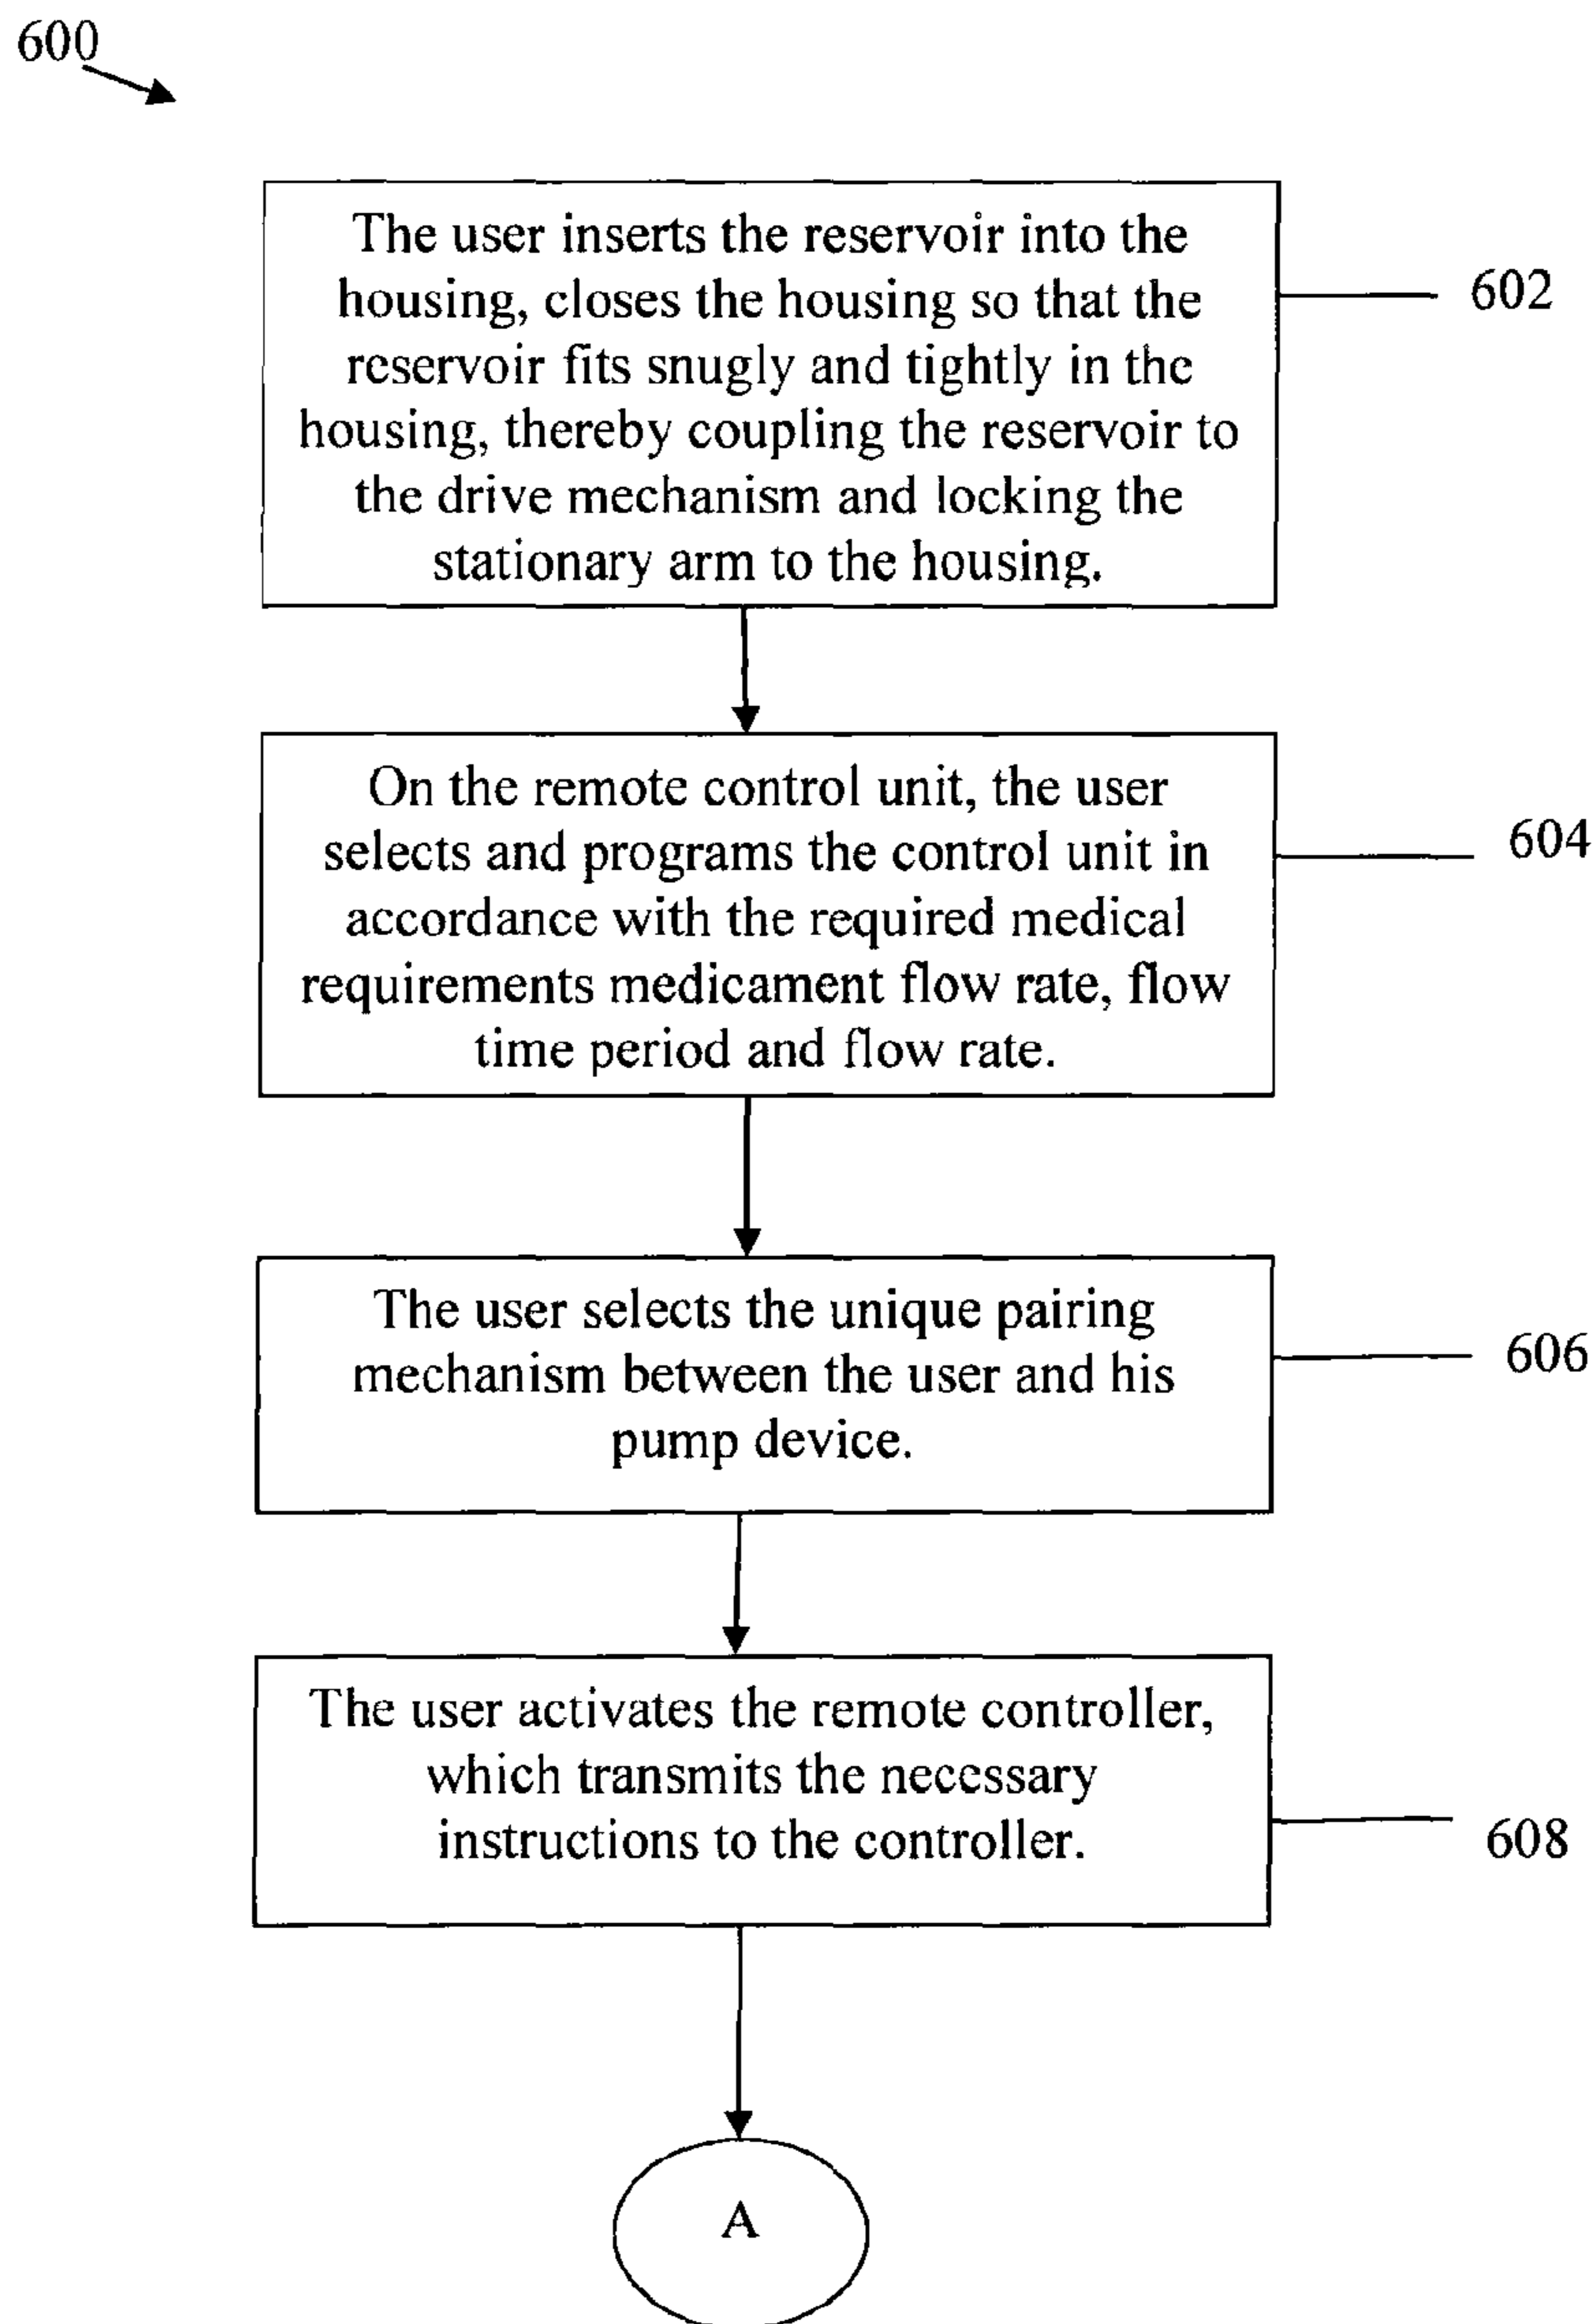 600
The user inserts the reservoir into the
housing, closes the housing so that the
reservoir fits snugly and tightly in the
housing, thereby coupling the reservoir to
the drive mechanism and locking the
stationary arm to the housing.
602
On the remote control unit, the user
selects and programs the control unit in
accordance with the required medical
requirements medicament flow rate, flow
time period and flow rate.
604
The user selects the unique pairing
mechanism between the user and his
pump device.
606
The user activates the remote controller,
which transmits the necessary
instructions to the controller.
608
A